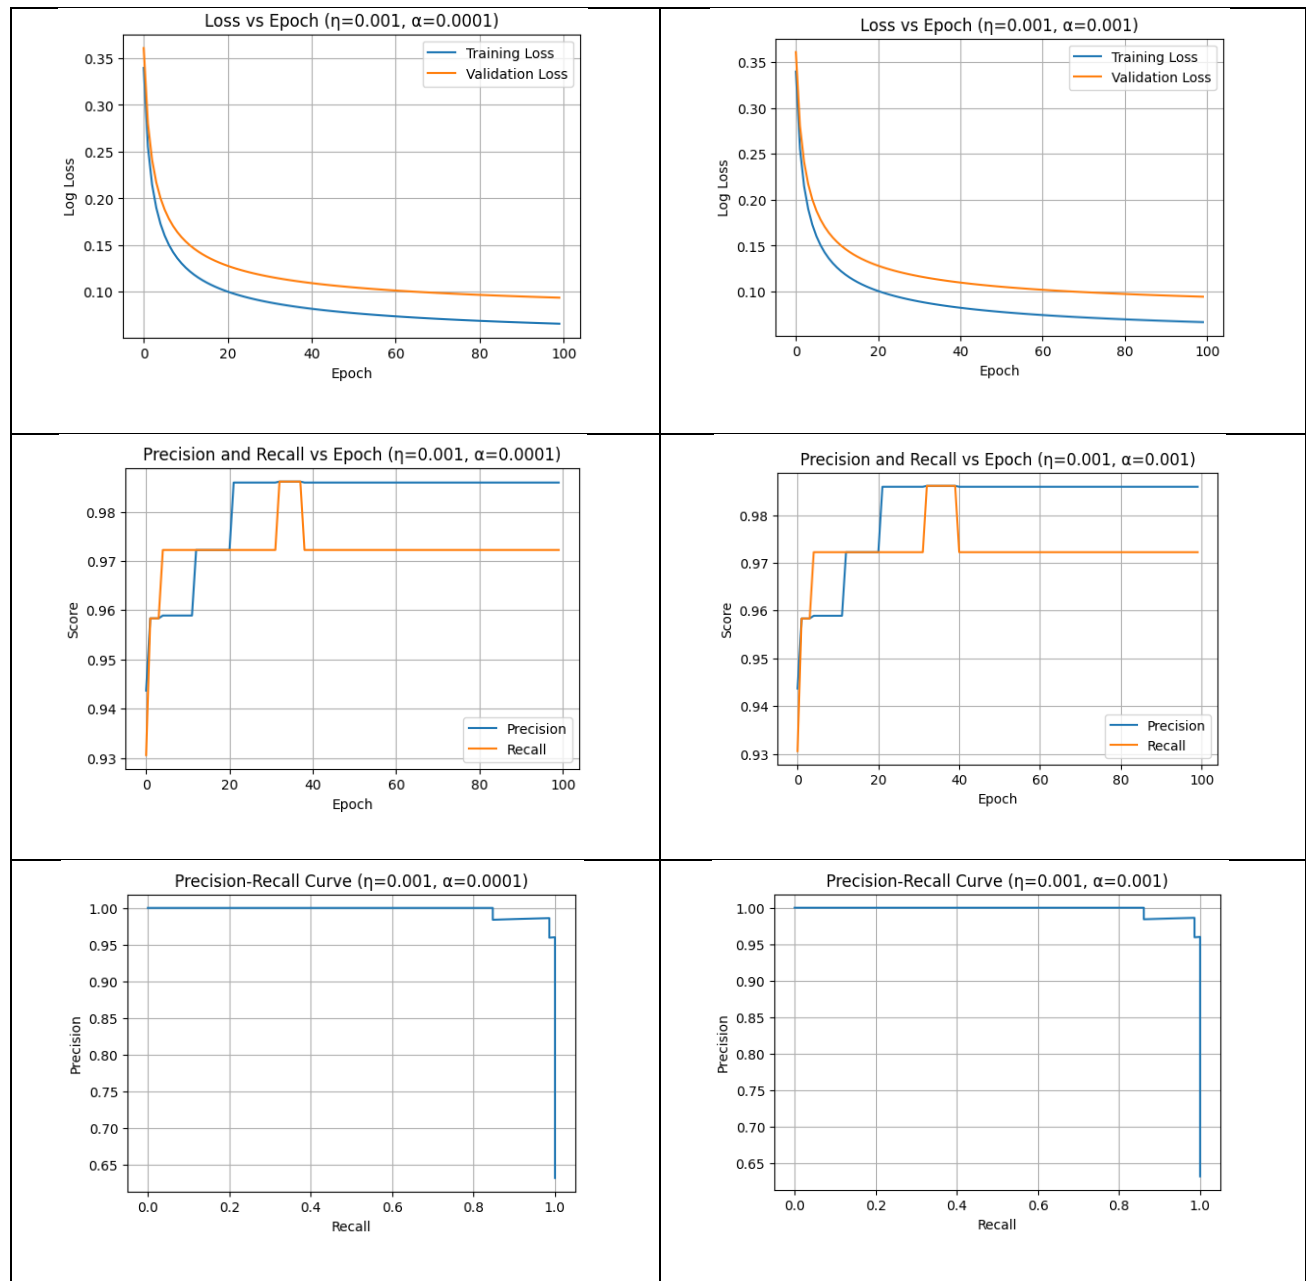 Loss vs Epoch (η=0.001, α=0.0001)
Training Loss
Validation Loss
Log Loss
0.35
0.30
0.25
0.20
0.15
0.10
0 20 40 60 80 100
Epoch
Loss vs Epoch (η=0.001, α=0.001)
Training Loss
Validation Loss
Log Loss
0.35
0.30
0.25
0.20
0.15
0.10
0 20 40 60 80 100
Epoch
Precision and Recall vs Epoch (η=0.001, α=0.0001)
Score
0.98
0.97
0.96
0.95
0.94
0.93
Precision
Recall
0 20 40 60 80 100
Epoch
Precision and Recall vs Epoch (η=0.001, α=0.001)
Score
0.98
0.97
0.96
0.95
0.94
0.93
Precision
Recall
0 20 40 60 80 100
Epoch
Precision-Recall Curve (η=0.001, α=0.0001)
Precision
1.00
0.95
0.90
0.85
0.80
0.75
0.70
0.65
0.0 0.2 0.4 0.6 0.8 1.0
Recall
Precision-Recall Curve (η=0.001, α=0.001)
Precision
1.00
0.95
0.90
0.85
0.80
0.75
0.70
0.65
0.0 0.2 0.4 0.6 0.8 1.0
Recall